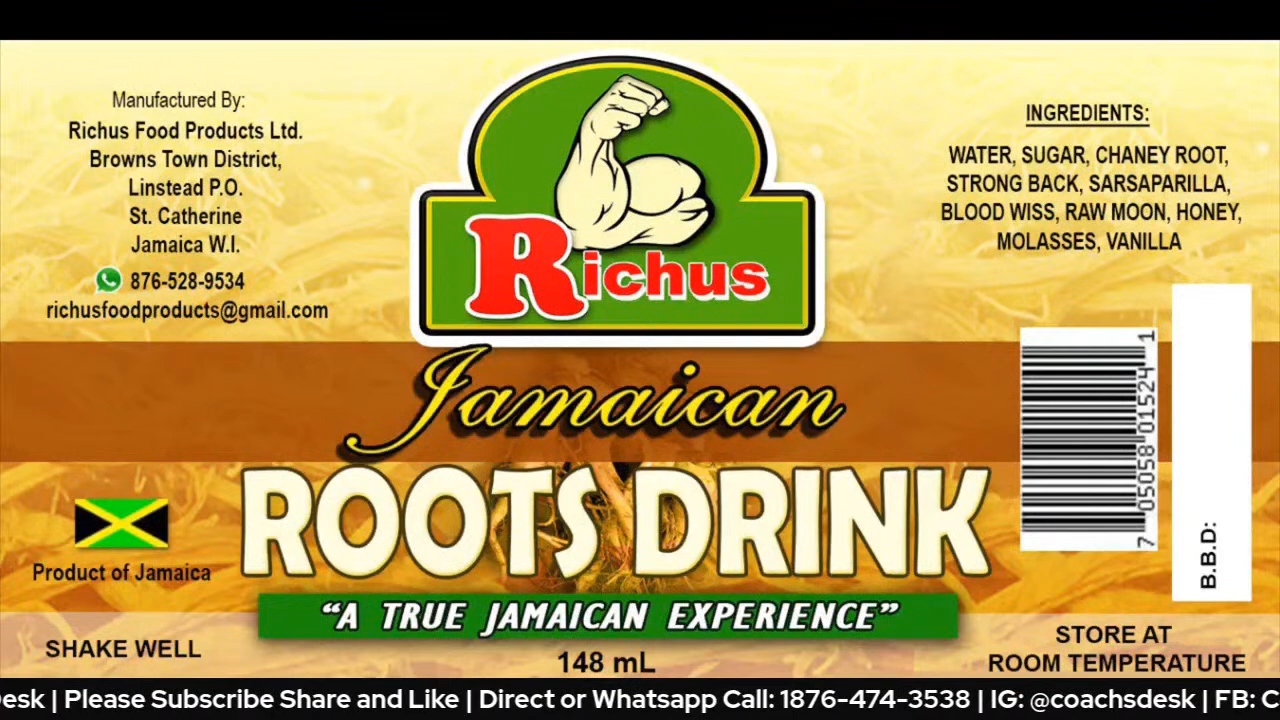 Manufactured By:
Richus Food Products Ltd.
Browns Town District,
Linstead P.O.
St. Catherine
Jamaica W.I.
876-528-9534
richusfoodproducts@gmail.com
Product of Jamaica
SHAKE WELL
Richus
Jamaican
ROOTS DRINK
"A TRUE JAMAICAN EXPERIENCE"
148 mL
INGREDIENTS:
WATER, SUGAR, CHANEY ROOT,
STRONG BACK, SARSAPARILLA,
BLOOD WISS, RAW MOON, HONEY,
MOLASSES, VANILLA
7 05058 01524 1
B.B.D:
STORE AT
ROOM TEMPERATURE
esk | Please Subscribe Share and Like | Direct or Whatsapp Call: 1876-474-3538 | IG: @coachsdesk | FB: C